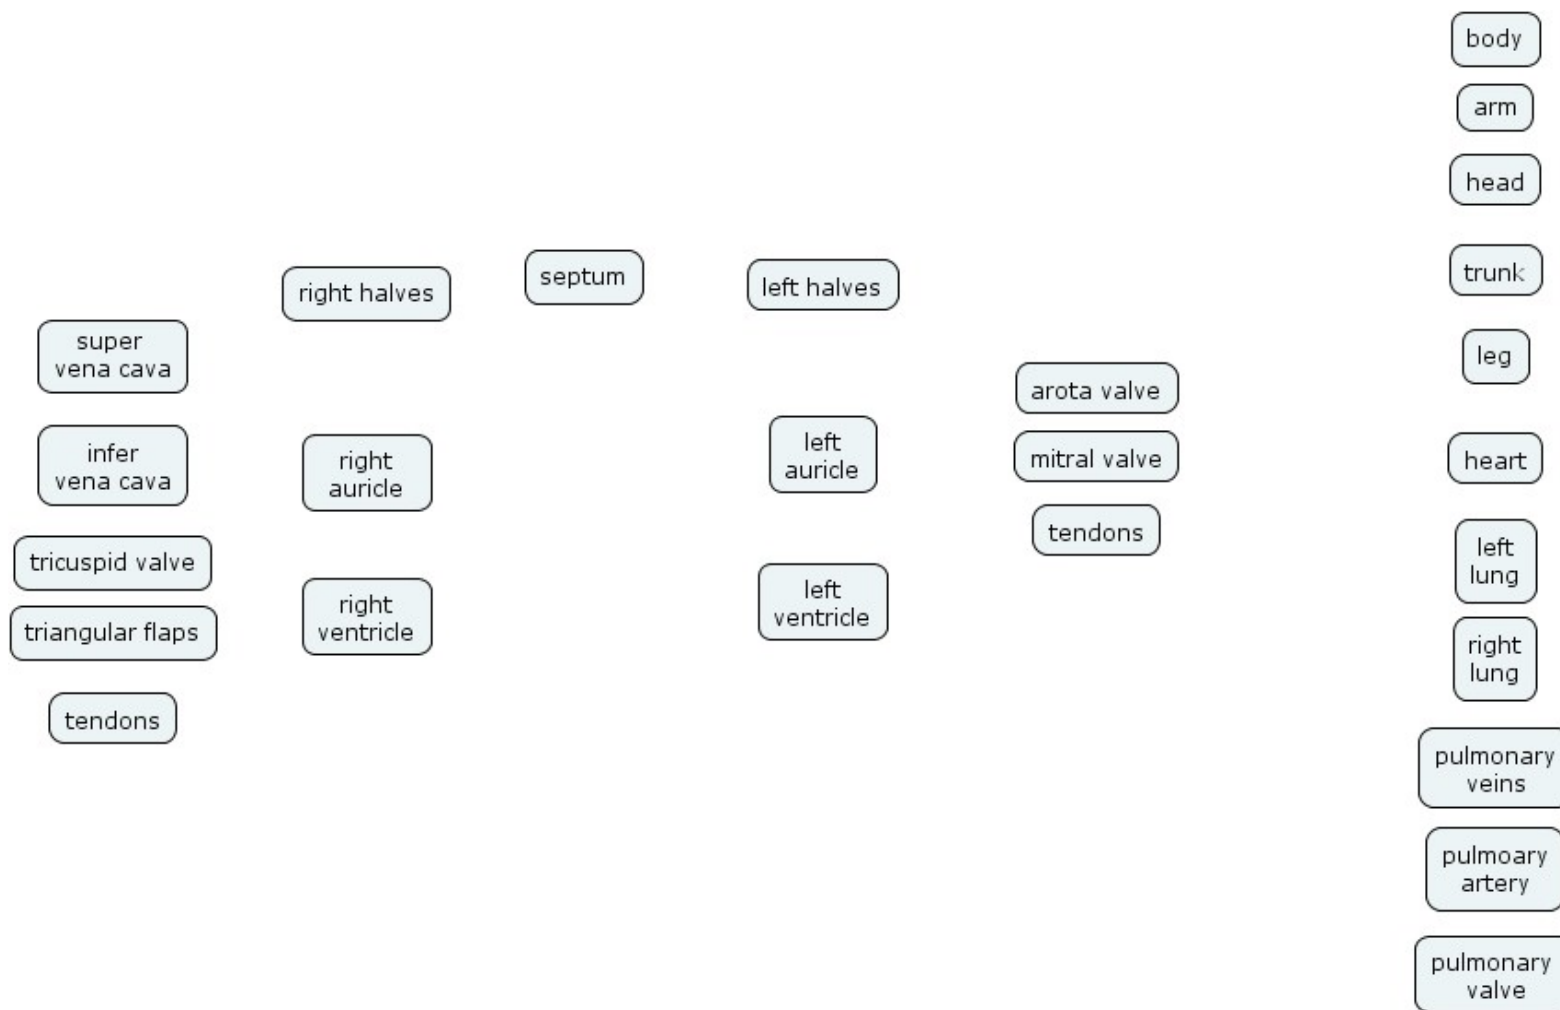 body
arm
head
trunk
septum
left halves
right halves
super
vena cava
leg
arota valve
left
auricle
mitral valve
heart
infer
vena cava
right
auricle
tendons
left
lung
tricuspid valve
left
ventricle
right
ventricle
triangular flaps
right
lung
tendons
pulmonary
veins
pulmoary
artery
pulmonary
valve